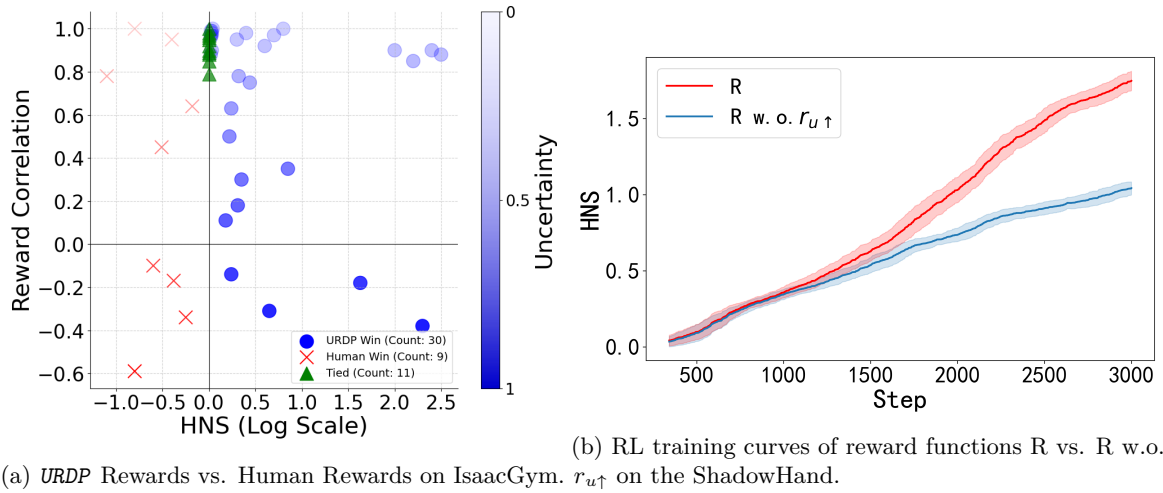 1.0
0.8
0.6
0.4
0.2
0.0
−0.2
−0.4
−0.6
Reward Correlation
−1.0 −0.5 0.0 0.5 1.0 1.5 2.0 2.5
HNS (Log Scale)
URDP Win (Count: 30)
Human Win (Count: 9)
Tied (Count: 11)
0
0.5
1
Uncertainty
(a) URDP Rewards vs. Human Rewards on IsaacGym.
R
R w.o. r_{u↑}
1.5
1.0
0.5
0.0
HNS
500 1000 1500 2000 2500 3000
Step
(b) RL training curves of reward functions R vs. R w.o.
r_{u↑} on the ShadowHand.